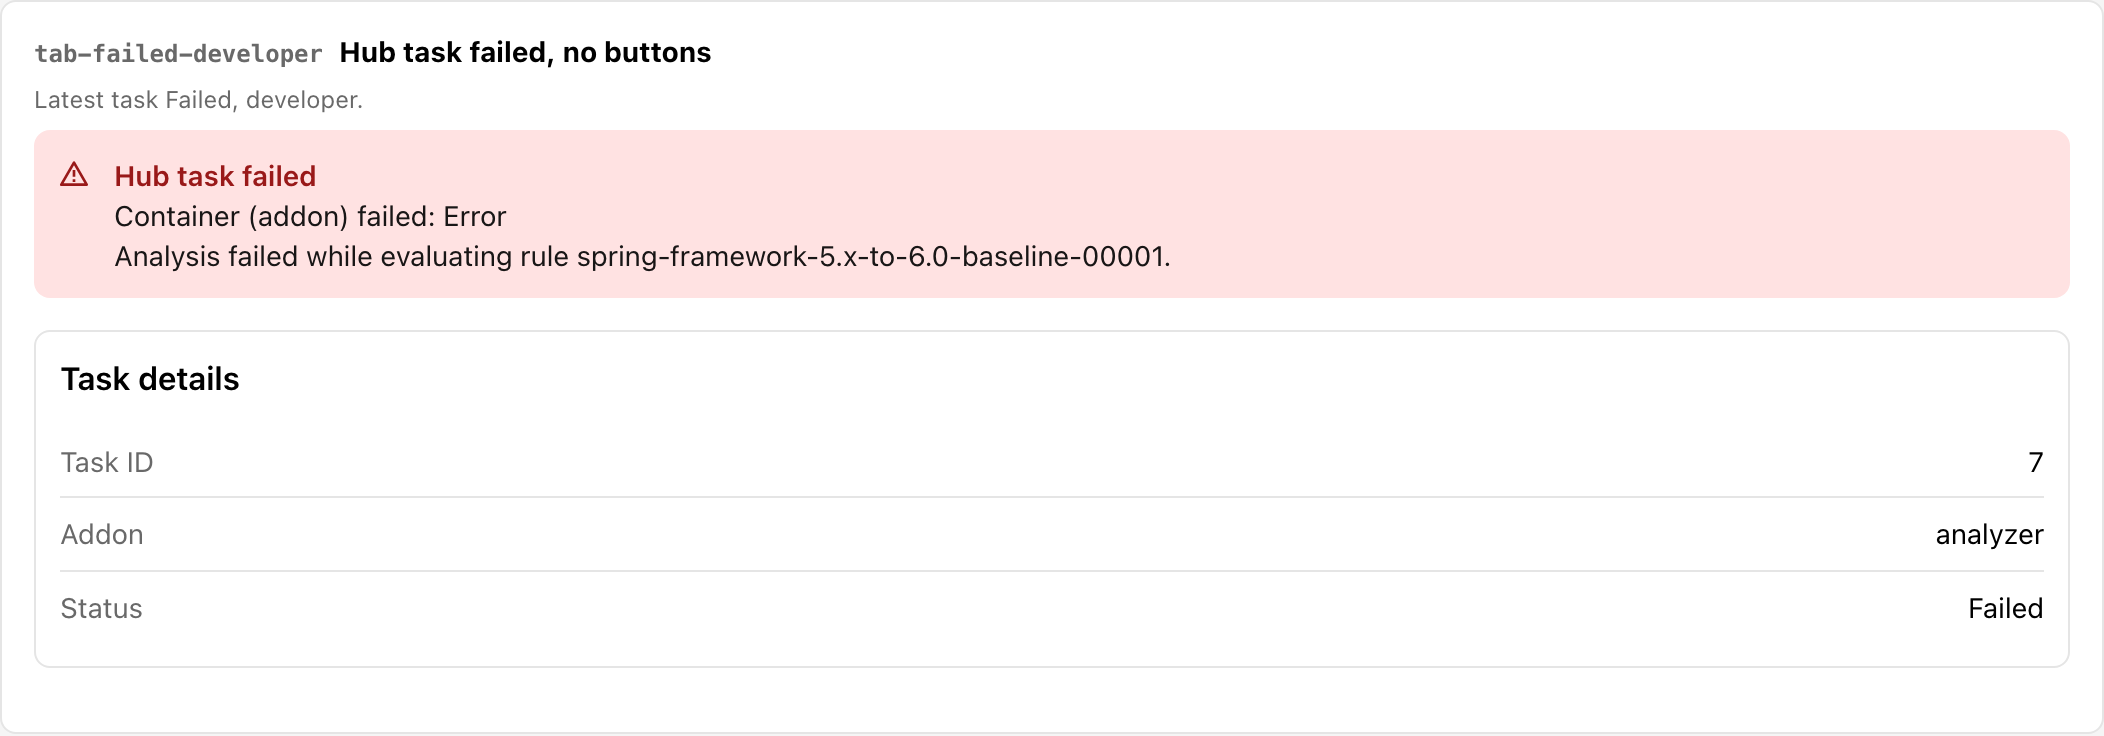 tab-failed-developer Hub task failed, no buttons
Latest task Failed, developer.
Hub task failed
Container (addon) failed: Error
Analysis failed while evaluating rule spring-framework-5.x-to-6.0-baseline-00001.
Task details
Task ID 7
Addon analyzer
Status Failed